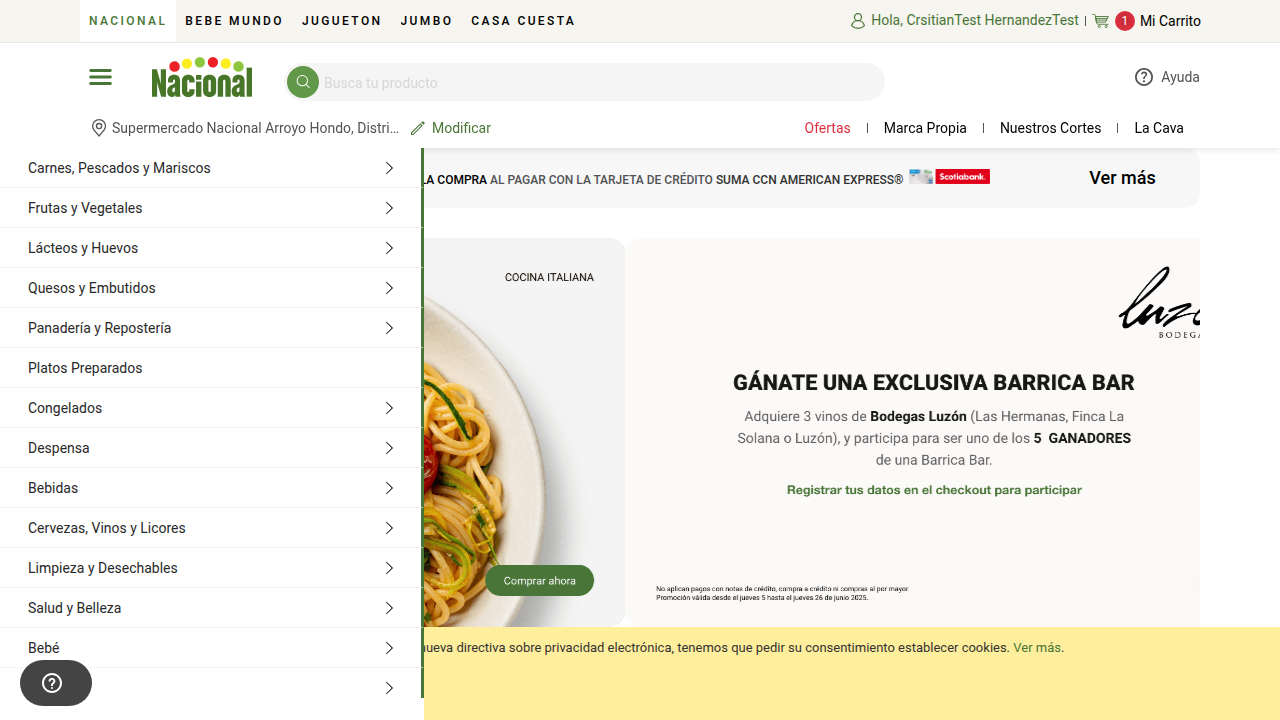 NACIONAL BEBE MUNDO JUGUETON JUMBO CASA CUESTA
Hola, CrsitianTest HernandezTest 1 Mi Carrito
Nacional
Busca tu producto
Ayuda
Supermercado Nacional Arroyo Hondo, Distri... Modificar
Ofertas Marca Propia Nuestros Cortes La Cava
Carnes, Pescados y Mariscos
Frutas y Vegetales
Lácteos y Huevos
Quesos y Embutidos
Panadería y Repostería
Platos Preparados
Congelados
Despensa
Bebidas
Cervezas, Vinos y Licores
Limpieza y Desechables
Salud y Belleza
Bebé
LA COMPRA AL PAGAR CON LA TARJETA DE CRÉDITO SUMA CCN AMERICAN EXPRESS® Scotiabank. Ver más
COCINA ITALIANA
Comprar ahora
luzó
BODEGA
GÁNATE UNA EXCLUSIVA BARRICA BAR
Adquiere 3 vinos de Bodegas Luzón (Las Hermanas, Finca La
Solana o Luzón), y participa para ser uno de los 5 GANADORES
de una Barrica Bar.
Registrar tus datos en el checkout para participar
No aplican pagos con notas de crédito, compra a crédito ni compras al por mayor.
Promoción válida desde el jueves 5 hasta el jueves 26 de junio 2025.
nueva directiva sobre privacidad electrónica, tenemos que pedir su consentimiento establecer cookies. Ver más.